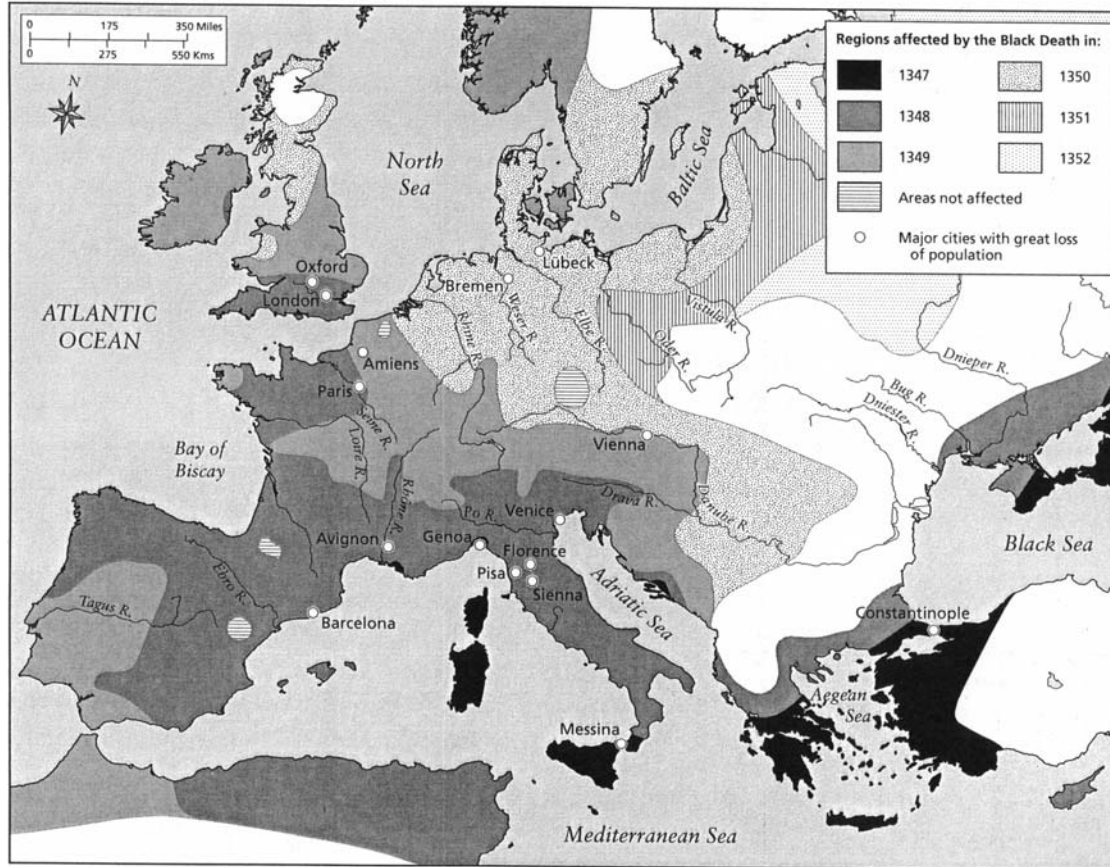 0 175 350 Miles
0 275 550 Kms
N
Regions affected by the Black Death in:
1347
1350
1348
1351
1349
1352
Areas not affected
Major cities with great loss
of population
North
Sea
Baltic Sea
ATLANTIC
OCEAN
Oxford
London
Lübeck
Bremen
Weser R.
Elbe R.
Rhine R.
Vistula R.
Oder R.
Dnieper R.
Bug R.
Dniester R.
Amiens
Paris
Seine R.
Loire R.
Bay of
Biscay
Vienna
Rhone R.
Drava R.
Danube R.
Po R.
Venice
Avignon
Genoa
Florence
Pisa
Sienna
Adriatic Sea
Black Sea
Ebro R.
Tagus R.
Barcelona
Constantinople
Aegean
Sea
Messina
Mediterranean Sea